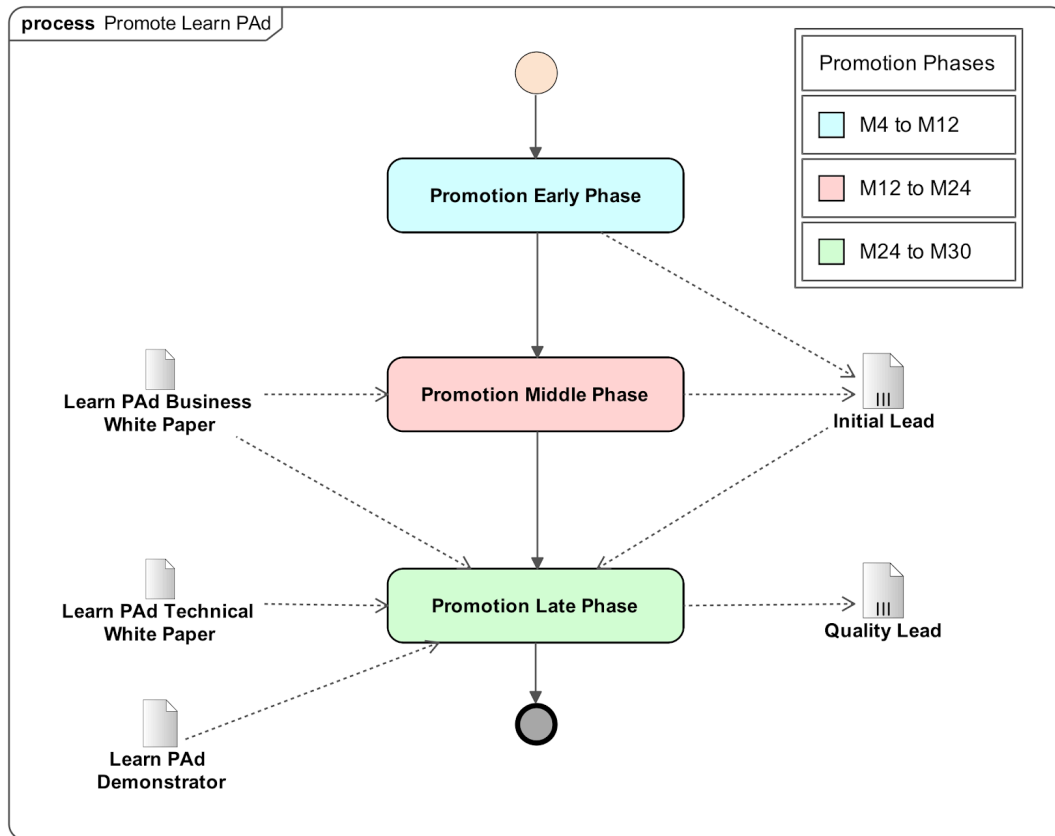 process Promote Learn PAd
Promotion Phases
M4 to M12
M12 to M24
M24 to M30
Promotion Early Phase
Learn PAd Business
White Paper
Promotion Middle Phase
Initial Lead
Learn PAd Technical
White Paper
Promotion Late Phase
Quality Lead
Learn PAd
Demonstrator